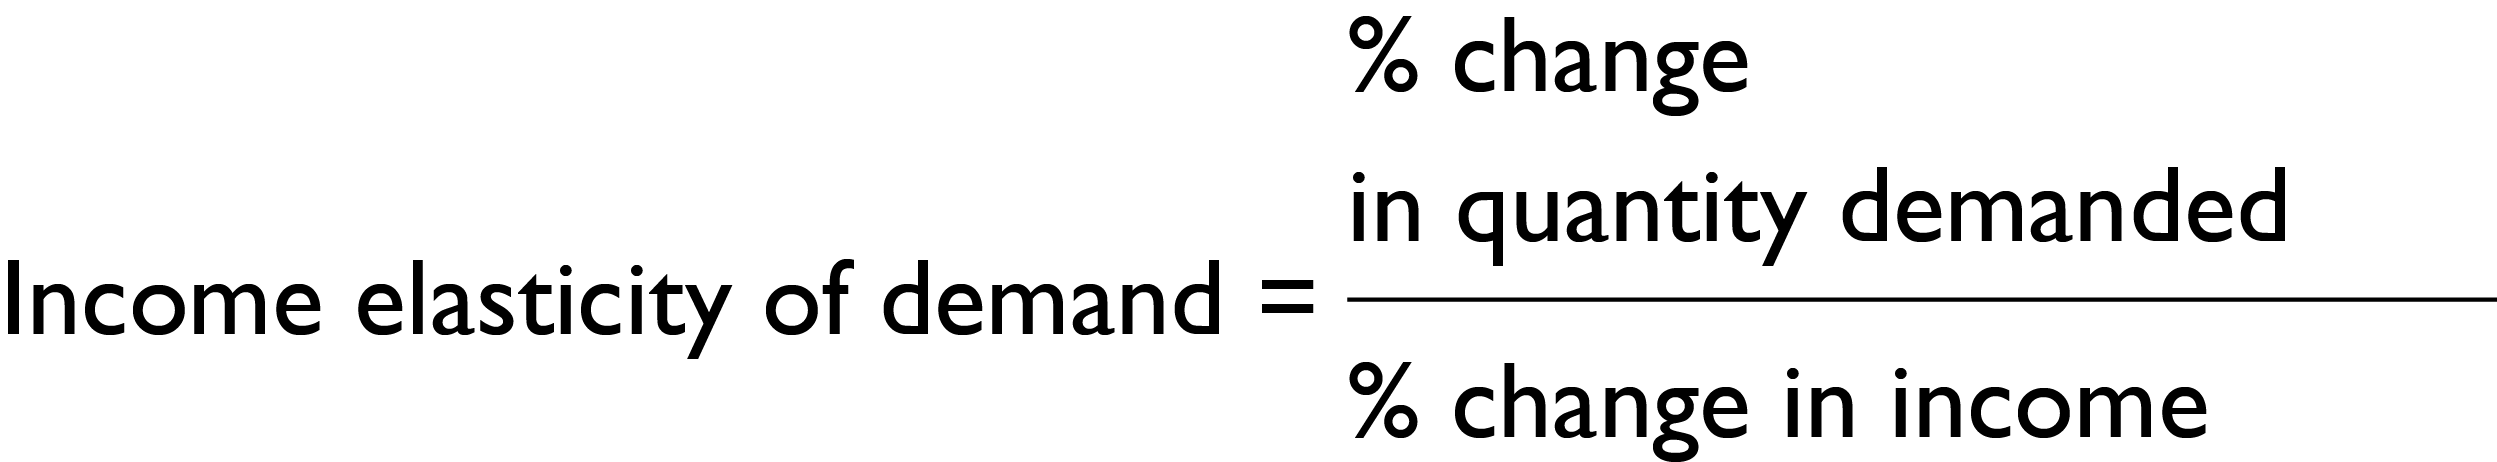 % change
in quantity demanded
Income elasticity of demand =
% change in income